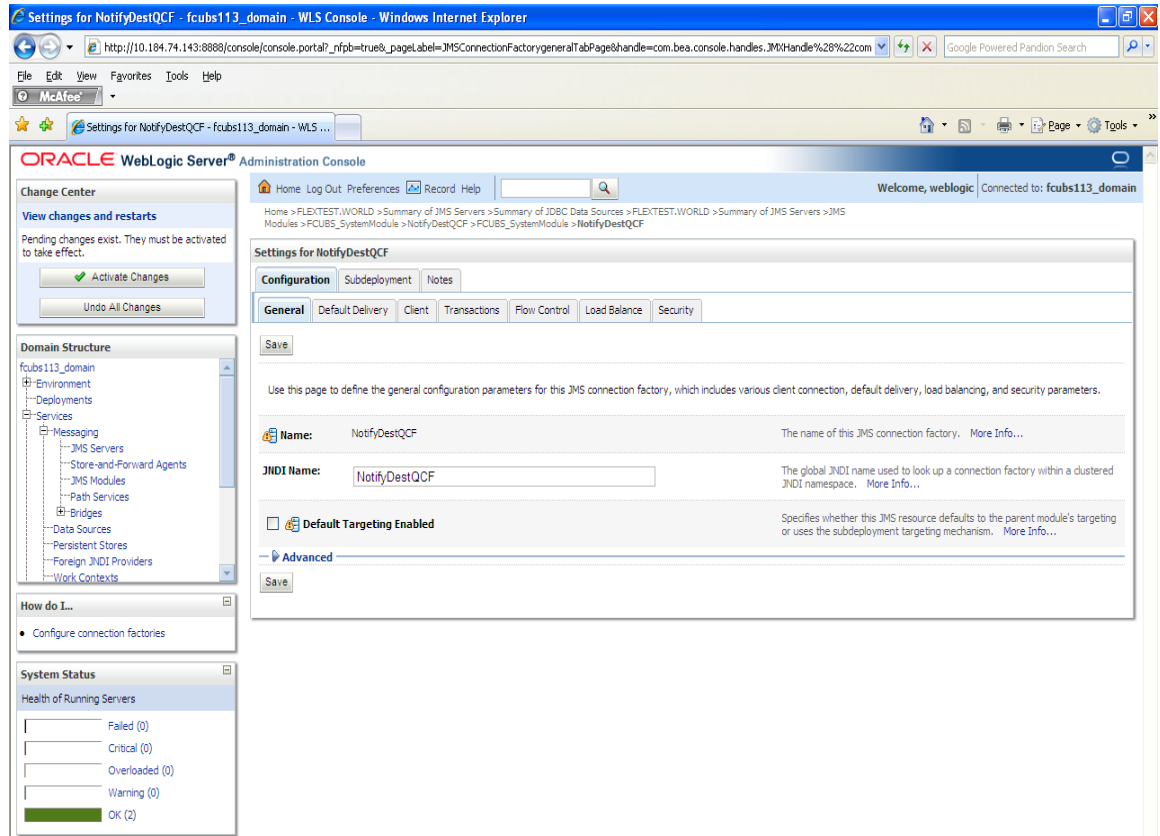 Settings for NotifyDestQCF - fcubs113_domain - WLS Console - Windows Internet Explorer
http://10.184.74.143:8888/console/console.portal?_nfpb=true&_pageLabel=JMSConnectionFactorygeneralTabPage&handle=com.bea.console.handles.JMXHandle%28%22com
Google Powered Pandion Search
File Edit View Favorites Tools Help
McAfee
Settings for NotifyDestQCF - fcubs113_domain - WLS ...
Page Tools »
ORACLE WebLogic Server® Administration Console
Change Center
View changes and restarts
Pending changes exist. They must be activated
to take effect.
Activate Changes
Undo All Changes
Domain Structure
fcubs113_domain
Environment
Deployments
Services
Messaging
JMS Servers
Store-and-Forward Agents
JMS Modules
Path Services
Bridges
Data Sources
Persistent Stores
Foreign JNDI Providers
Work Contexts
How do I...
Configure connection factories
System Status
Health of Running Servers
Failed (0)
Critical (0)
Overloaded (0)
Warning (0)
OK (2)
Home Log Out Preferences Record Help
Welcome, weblogic Connected to: fcubs113_domain
Home >FLEXTEST.WORLD >Summary of JMS Servers >Summary of JDBC Data Sources >FLEXTEST.WORLD >Summary of JMS Servers >JMS
Modules >FCUBS_SystemModule >NotifyDestQCF >FCUBS_SystemModule >NotifyDestQCF
Settings for NotifyDestQCF
Configuration Subdeployment Notes
General Default Delivery Client Transactions Flow Control Load Balance Security
Save
Use this page to define the general configuration parameters for this JMS connection factory, which includes various client connection, default delivery, load balancing, and security parameters.
Name: NotifyDestQCF
The name of this JMS connection factory. More Info...
JNDI Name: NotifyDestQCF
The global JNDI name used to look up a connection factory within a clustered
JNDI namespace. More Info...
Default Targeting Enabled
Specifies whether this JMS resource defaults to the parent module's targeting
or uses the subdeployment targeting mechanism. More Info...
Advanced
Save